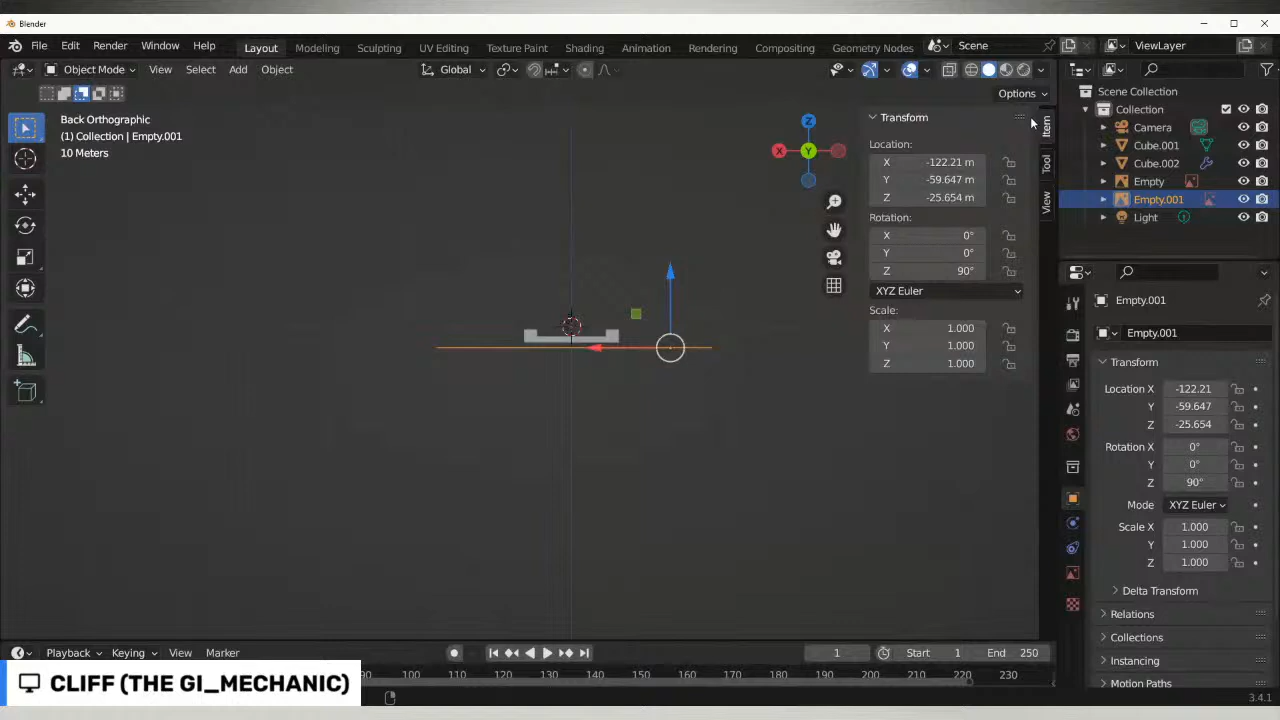 Blender
File Edit Render Window Help
Layout Modeling Sculpting UV Editing Texture Paint Shading Animation Rendering Compositing Geometry Nodes
Scene
ViewLayer
Object Mode View Select Add Object
Global
Options
Back Orthographic
(1) Collection | Empty.001
10 Meters
Z
X
Y
Transform
Location:
X -122.21 m
Y -59.647 m
Z -25.654 m
Rotation:
X 0°
Y 0°
Z 90°
XYZ Euler
Scale:
X 1.000
Y 1.000
Z 1.000
Item
Tool
View
Scene Collection
Collection
Camera
Cube.001
Cube.002
Empty
Empty.001
Light
Empty.001
Empty.001
Transform
Location X -122.21
Y -59.647
Z -25.654
Rotation X 0°
Y 0°
Z 90°
Mode XYZ Euler
Scale X 1.000
Y 1.000
Z 1.000
Delta Transform
Relations
Collections
Instancing
Motion Paths
Playback Keying View Marker
1 Start 1 End 250
100 110 120 130 140 150 160 170 180 190 200 210 220 230
CLIFF (THE GI_MECHANIC)
3.4.1